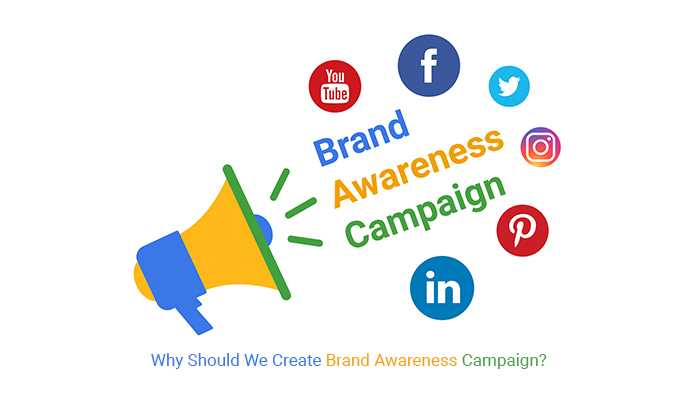 You
Tube
f
Brand
Awareness
Campaign
in
Why Should We Create Brand Awareness Campaign?